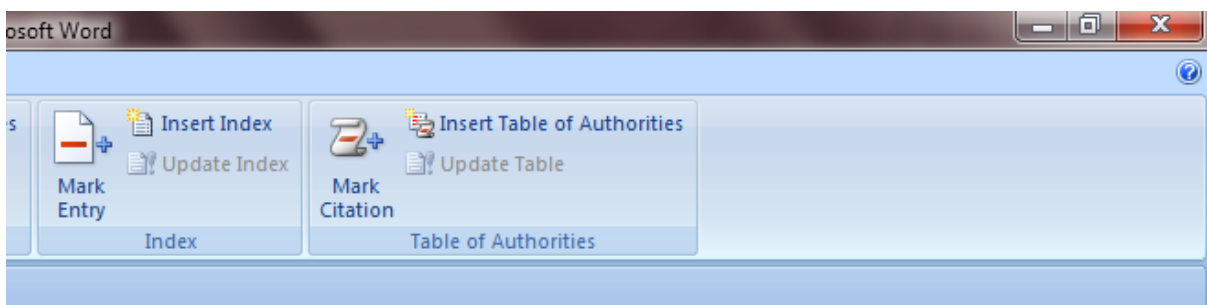 osoft Word
s
Insert Index
Update Index
Mark
Entry
Index
Insert Table of Authorities
Update Table
Mark
Citation
Table of Authorities